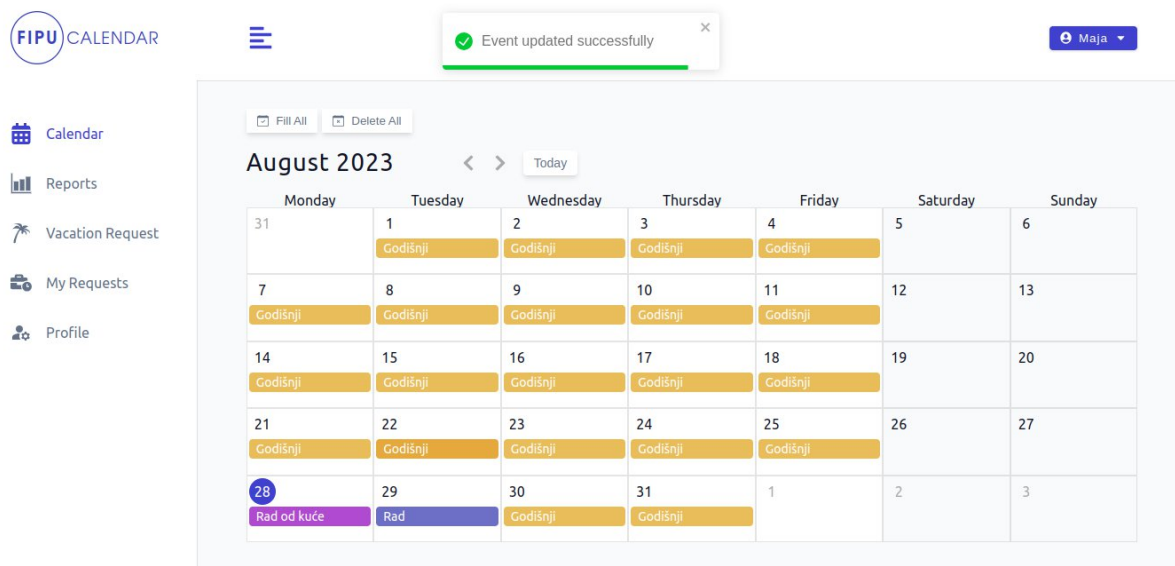 FIPU CALENDAR
Event updated successfully
Maja
Calendar
Reports
Vacation Request
My Requests
Profile
Fill All Delete All
August 2023 Today
Monday Tuesday Wednesday Thursday Friday Saturday Sunday
31 1 2 3 4 5 6
Godišnji Godišnji Godišnji Godišnji
7 8 9 10 11 12 13
Godišnji Godišnji Godišnji Godišnji Godišnji
14 15 16 17 18 19 20
Godišnji Godišnji Godišnji Godišnji Godišnji
21 22 23 24 25 26 27
Godišnji Godišnji Godišnji Godišnji Godišnji
28 29 30 31 1 2 3
Rad od kuće Rad Godišnji Godišnji